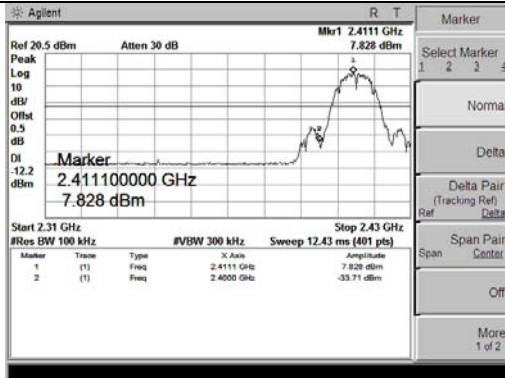 Agilent R T
Marker
Mkr1 2.4111 GHz
Ref 20.5 dBm Atten 30 dB 7.828 dBm
Peak
Log
10
dB/
Offst
0.5
dB
DI
-12.2
dBm
1
2
Marker
2.411100000 GHz
7.828 dBm
Start 2.31 GHz Stop 2.43 GHz
#Res BW 100 kHz #VBW 300 kHz Sweep 12.43 ms (401 pts)
Marker Trace Type X Axis Amplitude
1 (1) Freq 2.4111 GHz 7.828 dBm
2 (1) Freq 2.4000 GHz -33.71 dBm
Select Marker
1 2 3 4
Norma
Delta
Delta Pair
(Tracking Ref)
Ref Delta
Span Pair
Span Center
Off
More
1 of 2